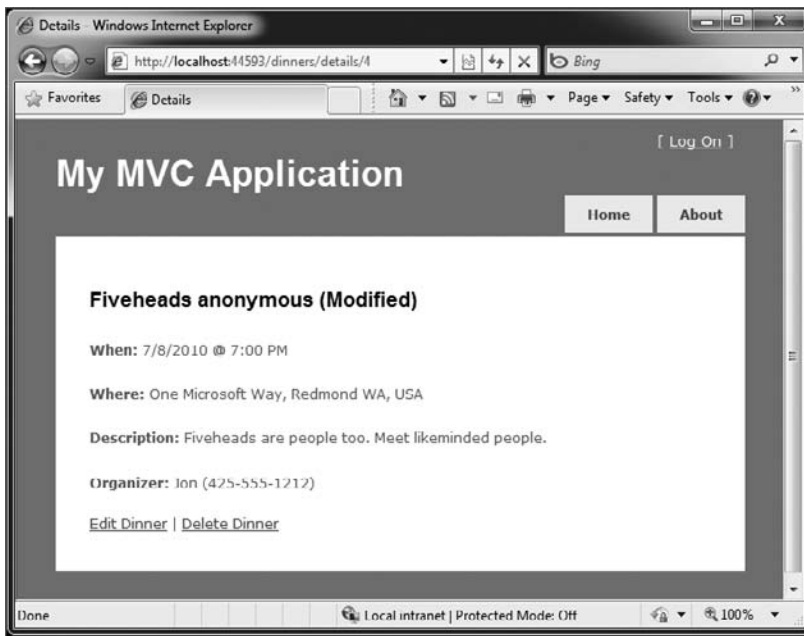 Details - Windows Internet Explorer
http://localhost:44593/dinners/details/4
Bing
Favorites
Details
Page
Safety
Tools
[ Log On ]
My MVC Application
Home
About
Fiveheads anonymous (Modified)
When: 7/8/2010 @ 7:00 PM
Where: One Microsoft Way, Redmond WA, USA
Description: Fiveheads are people too. Meet likeminded people.
Organizer: Jon (425-555-1212)
Edit Dinner | Delete Dinner
Done
Local intranet | Protected Mode: Off
100%